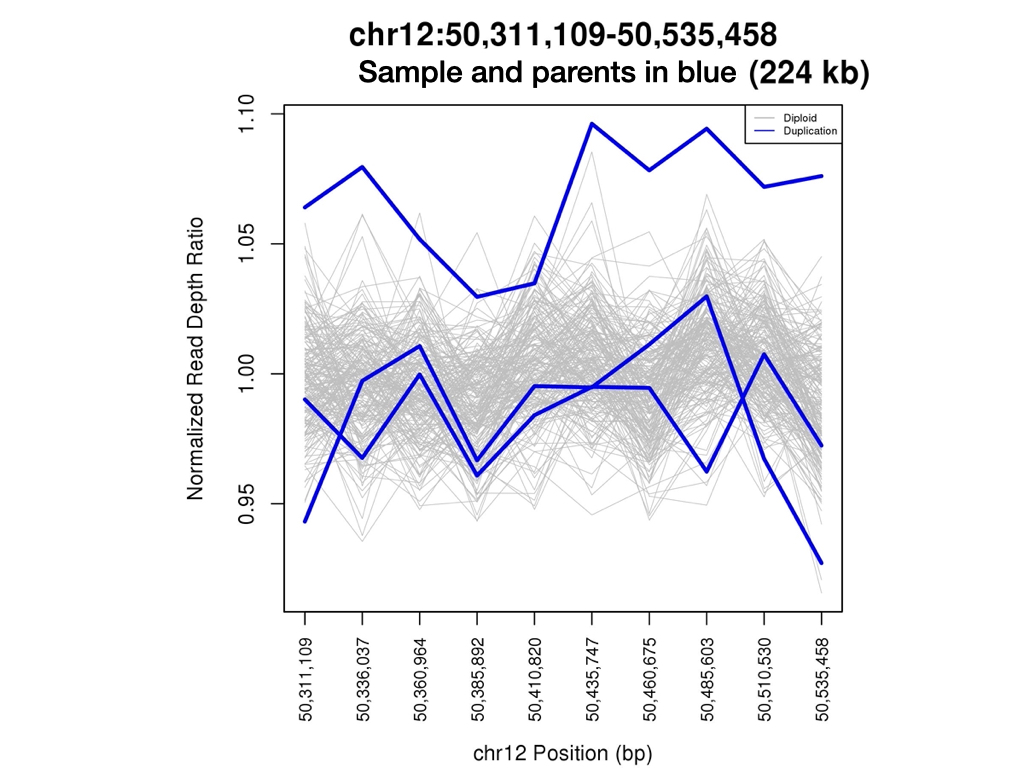 chr12:50,311,109-50,535,458
Sample and parents in blue (224 kb)
Diploid
Duplication
Normalized Read Depth Ratio
1.10
1.05
1.00
0.95
50,311,109
50,336,037
50,360,964
50,385,892
50,410,820
50,435,747
50,460,675
50,485,603
50,510,530
50,535,458
chr12 Position (bp)